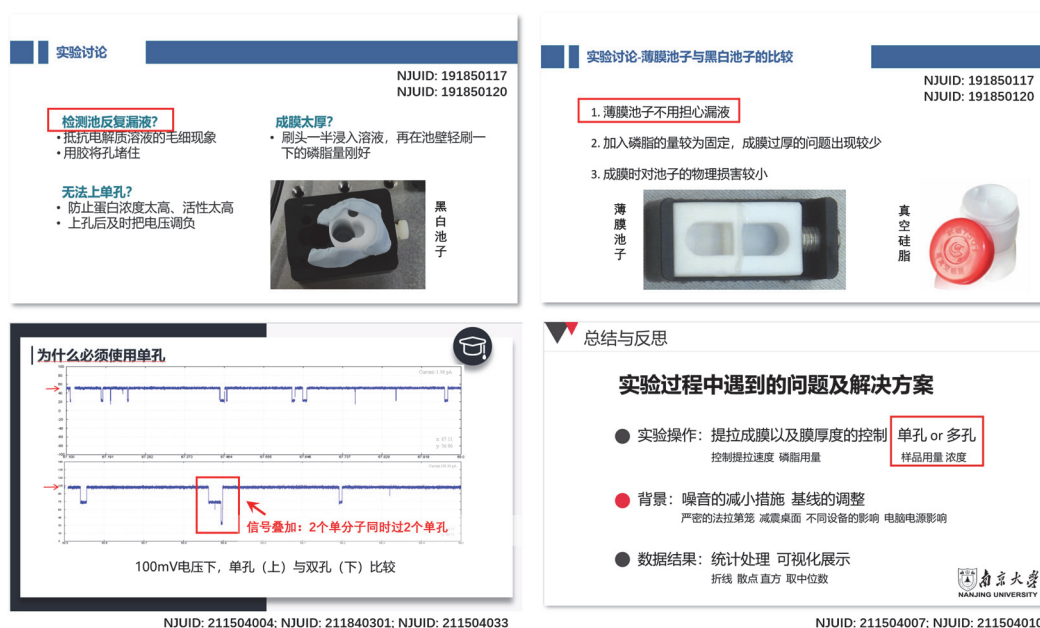 实验讨论
NJUID: 191850117
NJUID: 191850120
检测池反复漏液?
• 抵抗电解质溶液的毛细现象
• 用胶将孔堵住
无法上单孔?
• 防止蛋白浓度太高、活性太高
• 上孔后及时把电压调负
成膜太厚?
• 刷头一半浸入溶液，再在池壁轻刷一
下的磷脂量刚好
黑白池子
实验讨论-薄膜池子与黑白池子的比较
NJUID: 191850117
NJUID: 191850120
1. 薄膜池子不用担心漏液
2. 加入磷脂的量较为固定，成膜过厚的问题出现较少
3. 成膜时对池子的物理损害较小
薄膜池子
真空硅脂
为什么必须使用单孔
信号叠加：2个单分子同时过2个单孔
100mV电压下，单孔（上）与双孔（下）比较
NJUID: 211504004; NJUID: 211840301; NJUID: 211504033
总结与反思
实验过程中遇到的问题及解决方案
实验操作：提拉成膜以及膜厚度的控制 单孔 or 多孔
控制提拉速度 磷脂用量 样品用量 浓度
背景：噪音的减小措施 基线的调整
严密的法拉第笼 减震桌面 不同设备的影响 电脑电源影响
数据结果：统计处理 可视化展示
折线 散点 直方 取中位数
南京大学
NANJING UNIVERSITY
NJUID: 211504007; NJUID: 211504010